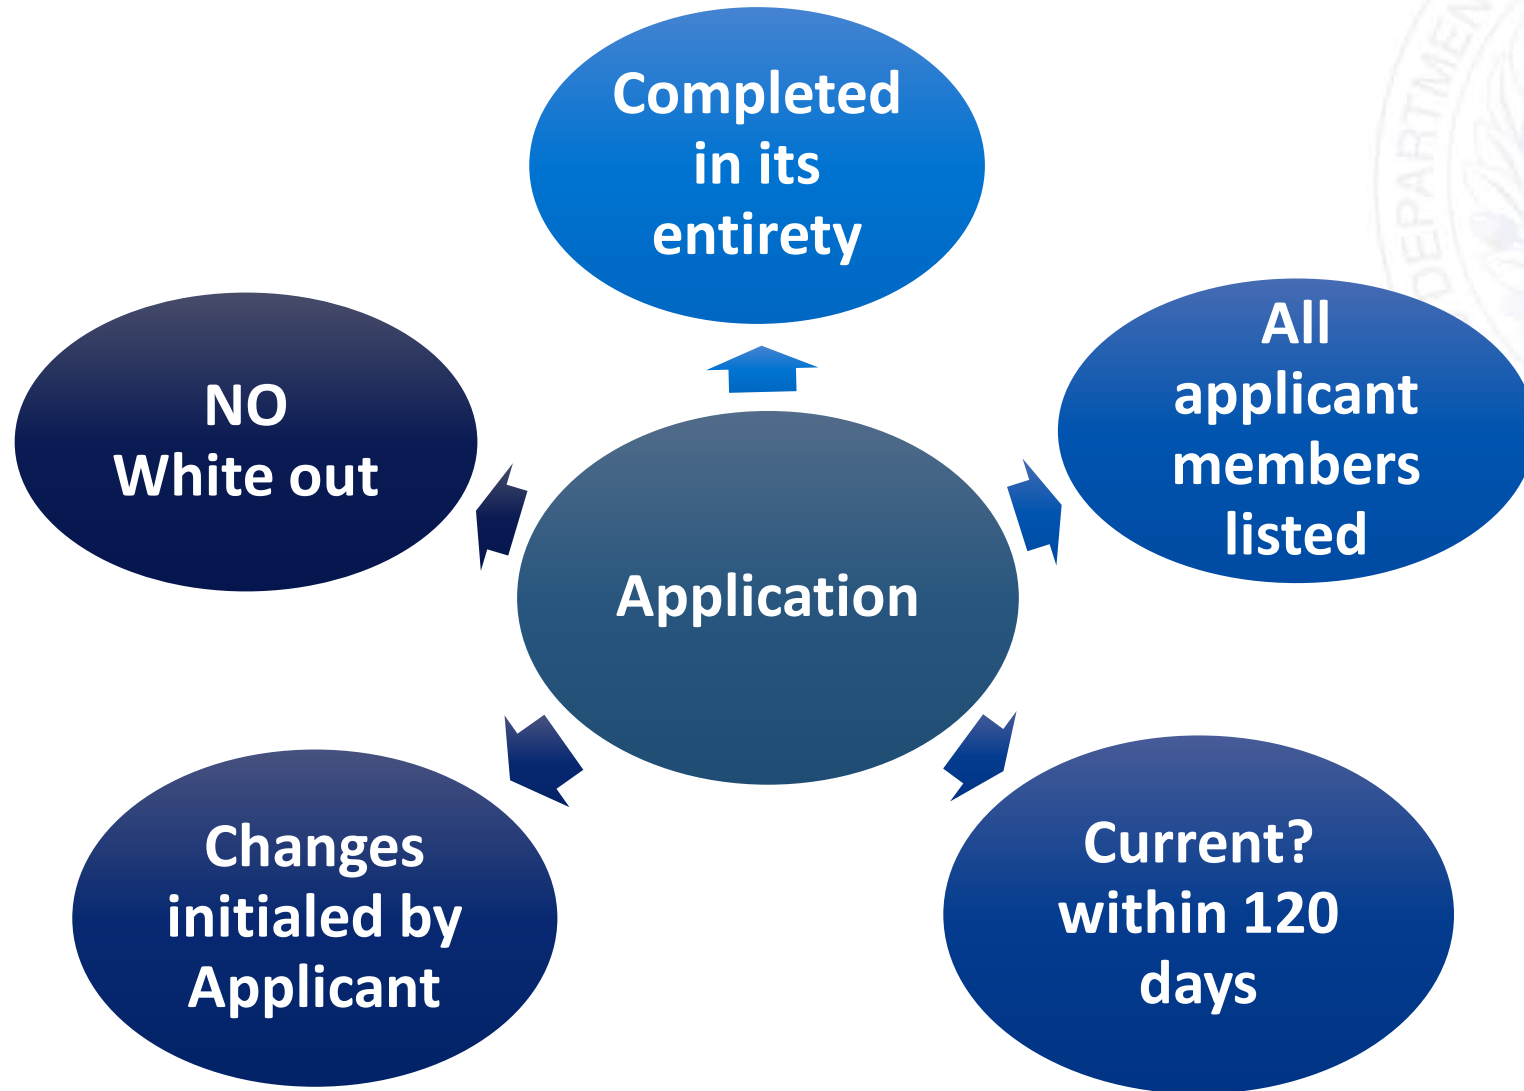 Completed
in its
entirety
All
applicant
members
listed
Current?
within 120
days
Changes
initialed by
Applicant
NO
White out
Application
DEPARTMEN